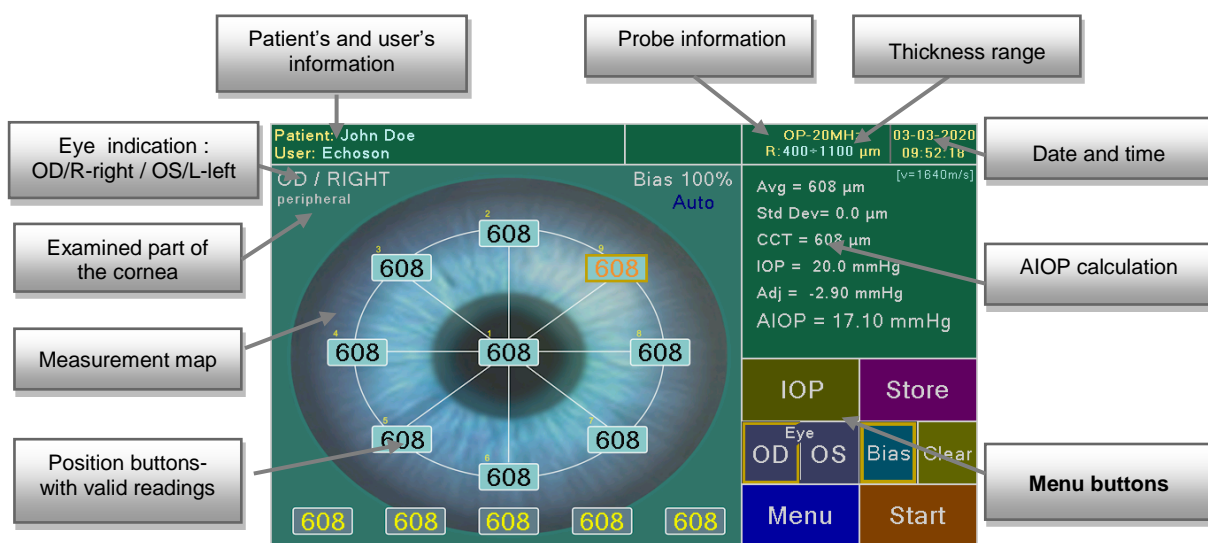 Patient's and user's
information
Probe information
Thickness range
Eye indication :
OD/R-right / OS/L-left
Examined part of
the cornea
Measurement map
Position buttons-
with valid readings
Patient: John Doe
User: Echoson
OP-20MHz
R:400÷1100 µm
03-03-2020
09:52:18
OD / RIGHT
peripheral
Bias 100%
Auto
2
608
3
608
9
608
4
608
1
608
8
608
5
608
7
608
6
608
608 608 608 608 608
[v=1640m/s]
Avg = 608 µm
Std Dev= 0.0 µm
CCT = 608 µm
IOP = 20.0 mmHg
Adj = -2.90 mmHg
AIOP = 17.10 mmHg
IOP Store
Eye
OD OS Bias Clear
Menu Start
Date and time
AIOP calculation
Menu buttons